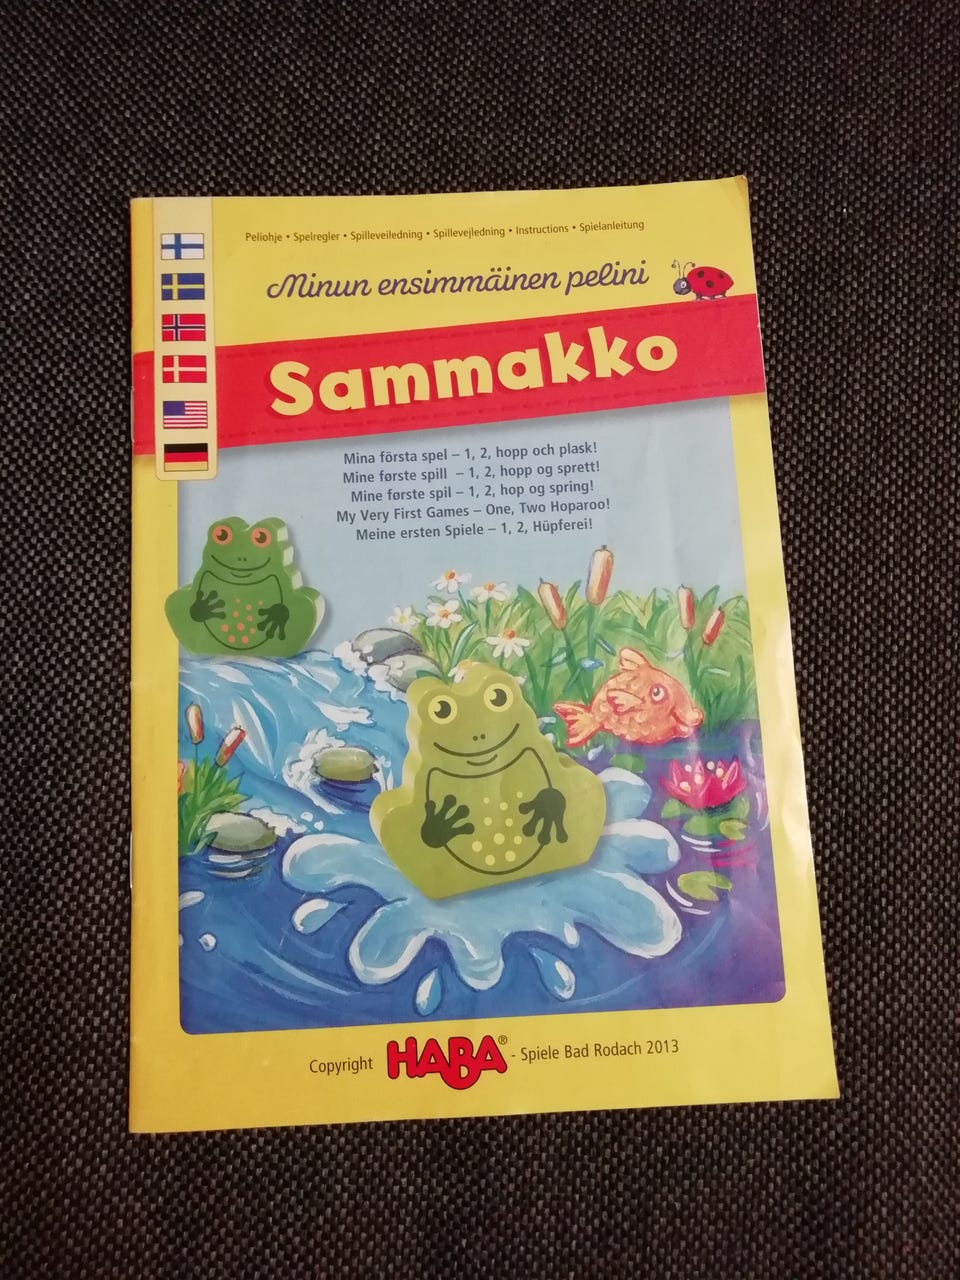 Peliohje • Spelregler • Spilleveiledning • Spillevejledning • Instructions • Spielanleitung
Minun ensimmäinen pelini
Sammakko
Mina första spel – 1, 2, hopp och plask!
Mine første spill – 1, 2, hopp og sprett!
Mine første spil – 1, 2, hop og spring!
My Very First Games – One, Two Hoparoo!
Meine ersten Spiele – 1, 2, Hüpferei!
Copyright HABA® - Spiele Bad Rodach 2013